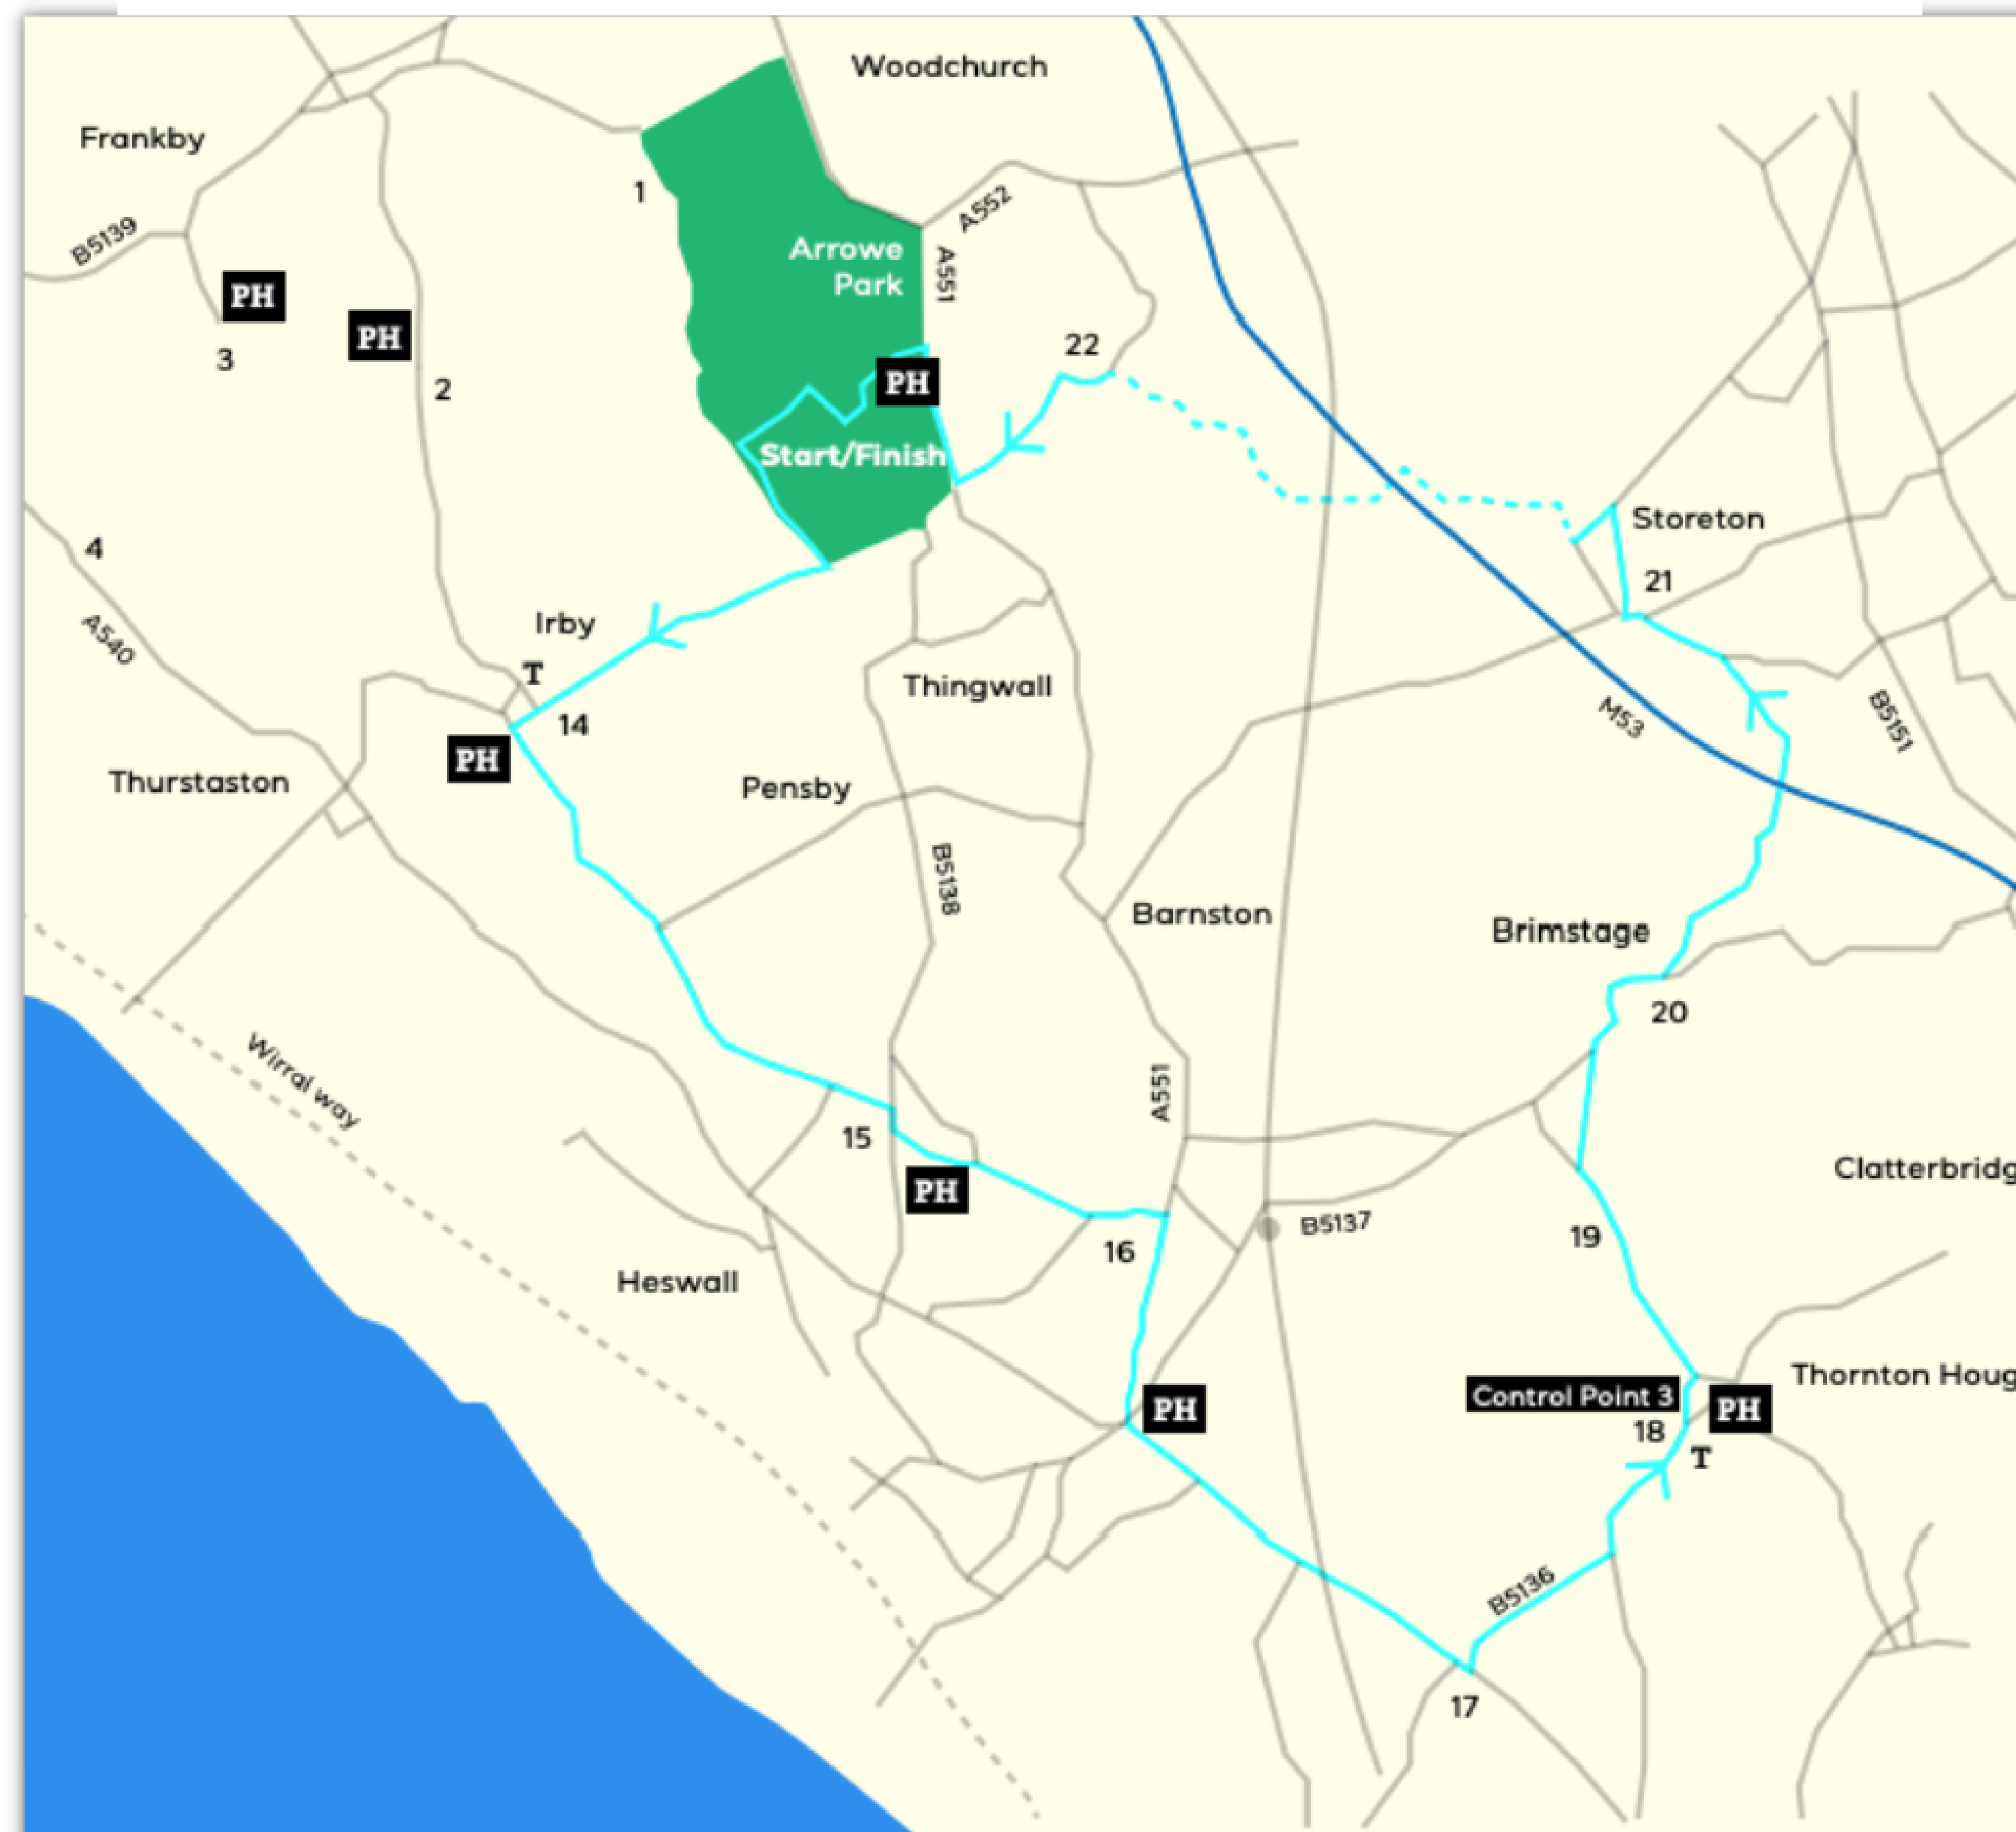 Woodchurch
Frankby
1
A552
B5139
Arrowe
Park
A551
PH
3
PH
2
22
PH
Start/Finish
Storeton
4
21
A540
Irby
T
Thingwall
14
M53
B5151
PH
Thurstaston
Pensby
B5138
Barnston
Brimstage
20
Wirral way
A551
15
Clatterbridg
PH
B5137
19
16
Heswall
Thornton Houg
Control Point 3
PH
PH
18
T
B5136
17